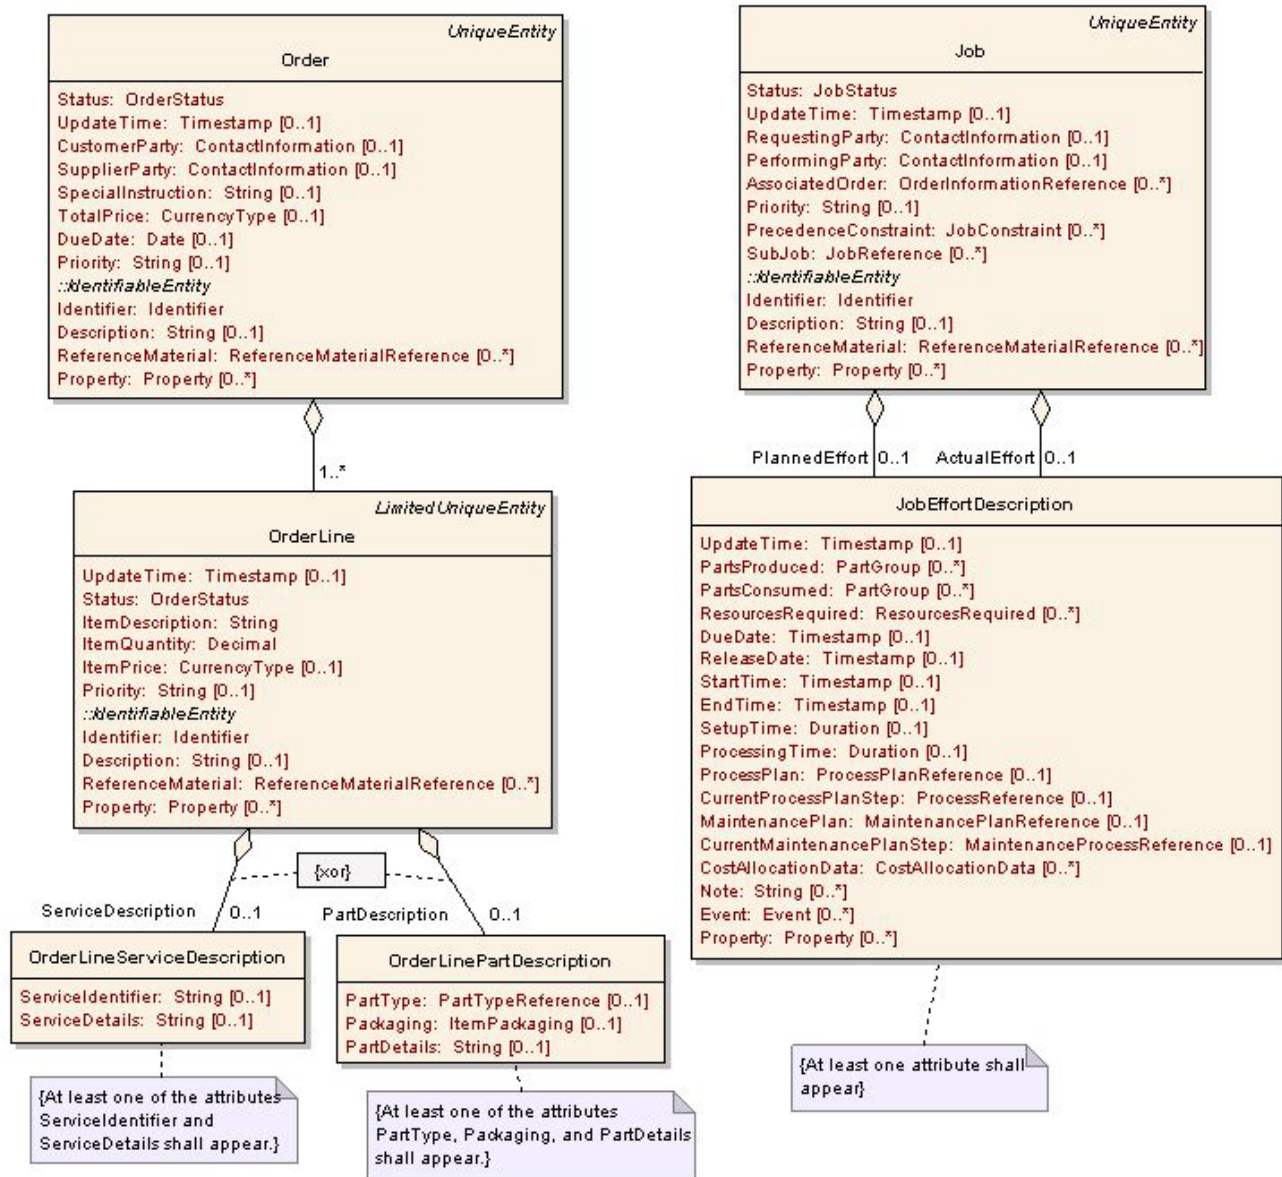 UniqueEntity
Order
Status: OrderStatus
UpdateTime: Timestamp [0..1]
CustomerParty: ContactInformation [0..1]
SupplierParty: ContactInformation [0..1]
SpecialInstruction: String [0..1]
TotalPrice: CurrencyType [0..1]
DueDate: Date [0..1]
Priority: String [0..1]
::IdentifiableEntity
Identifier: Identifier
Description: String [0..1]
ReferenceMaterial: ReferenceMaterialReference [0..*]
Property: Property [0..*]
1..*
LimitedUniqueEntity
OrderLine
UpdateTime: Timestamp [0..1]
Status: OrderStatus
ItemDescription: String
ItemQuantity: Decimal
ItemPrice: CurrencyType [0..1]
Priority: String [0..1]
::IdentifiableEntity
Identifier: Identifier
Description: String [0..1]
ReferenceMaterial: ReferenceMaterialReference [0..*]
Property: Property [0..*]
{xor}
ServiceDescription 0..1
PartDescription 0..1
OrderLineServiceDescription
ServiceIdentifier: String [0..1]
ServiceDetails: String [0..1]
{At least one of the attributes
ServiceIdentifier and
ServiceDetails shall appear.}
OrderLinePartDescription
PartType: PartTypeReference [0..1]
Packaging: ItemPackaging [0..1]
PartDetails: String [0..1]
{At least one of the attributes
PartType, Packaging, and PartDetails
shall appear.}
UniqueEntity
Job
Status: JobStatus
UpdateTime: Timestamp [0..1]
RequestingParty: ContactInformation [0..1]
PerformingParty: ContactInformation [0..1]
AssociatedOrder: OrderInformationReference [0..*]
Priority: String [0..1]
PrecedenceConstraint: JobConstraint [0..*]
SubJob: JobReference [0..*]
::IdentifiableEntity
Identifier: Identifier
Description: String [0..1]
ReferenceMaterial: ReferenceMaterialReference [0..*]
Property: Property [0..*]
PlannedEffort 0..1
ActualEffort 0..1
JobEffortDescription
UpdateTime: Timestamp [0..1]
PartsProduced: PartGroup [0..*]
PartsConsumed: PartGroup [0..*]
ResourcesRequired: ResourcesRequired [0..*]
DueDate: Timestamp [0..1]
ReleaseDate: Timestamp [0..1]
StartTime: Timestamp [0..1]
EndTime: Timestamp [0..1]
SetupTime: Duration [0..1]
ProcessingTime: Duration [0..1]
ProcessPlan: ProcessPlanReference [0..1]
CurrentProcessPlanStep: ProcessReference [0..1]
MaintenancePlan: MaintenancePlanReference [0..1]
CurrentMaintenancePlanStep: MaintenanceProcessReference [0..1]
CostAllocationData: CostAllocationData [0..*]
Note: String [0..*]
Event: Event [0..*]
Property: Property [0..*]
{At least one attribute shall
appear}